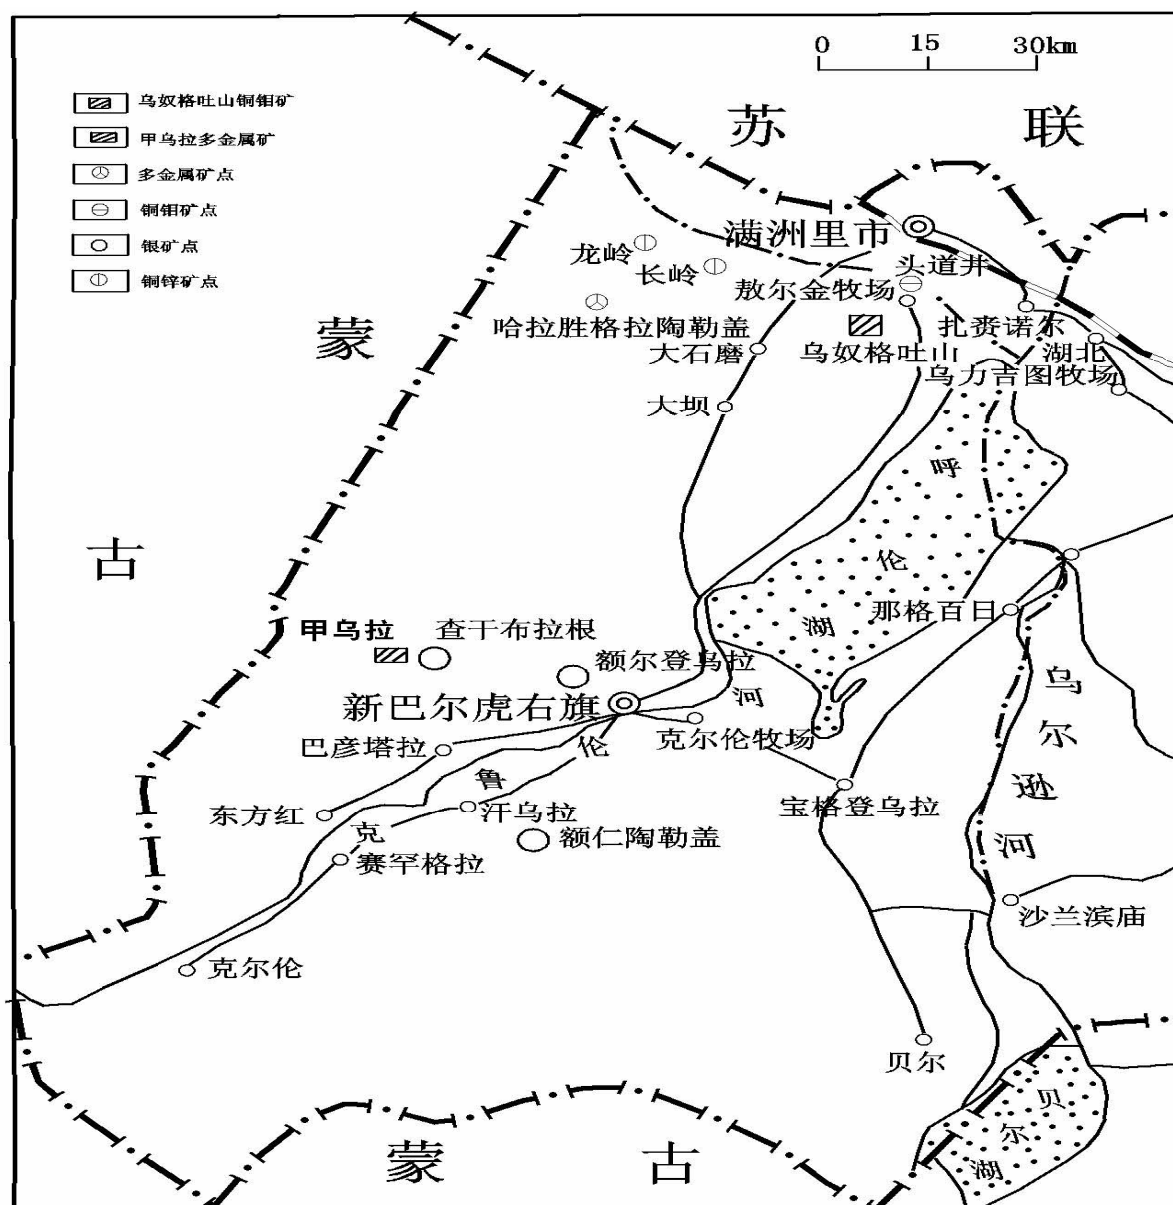 0 15 30km
苏 联
乌奴格吐山铜钼矿
甲乌拉多金属矿
多金属矿点
铜钼矿点
银矿点
铜锌矿点
满洲里市
龙岭
长岭
头道井
敖尔金牧场
哈拉胜格拉陶勒盖
扎赉诺尔
蒙
大石磨
乌奴格吐山
湖北
乌力吉图牧场
大坝
呼
古
伦
那格百日
湖
甲乌拉
查干布拉根
额尔登乌拉
乌
新巴尔虎右旗
河
克尔伦牧场
尔
巴彦塔拉
伦
鲁
逊
东方红
汗乌拉
宝格登乌拉
克
额仁陶勒盖
河
赛罕格拉
沙兰滨庙
克尔伦
贝尔
贝
尔
湖
蒙 古